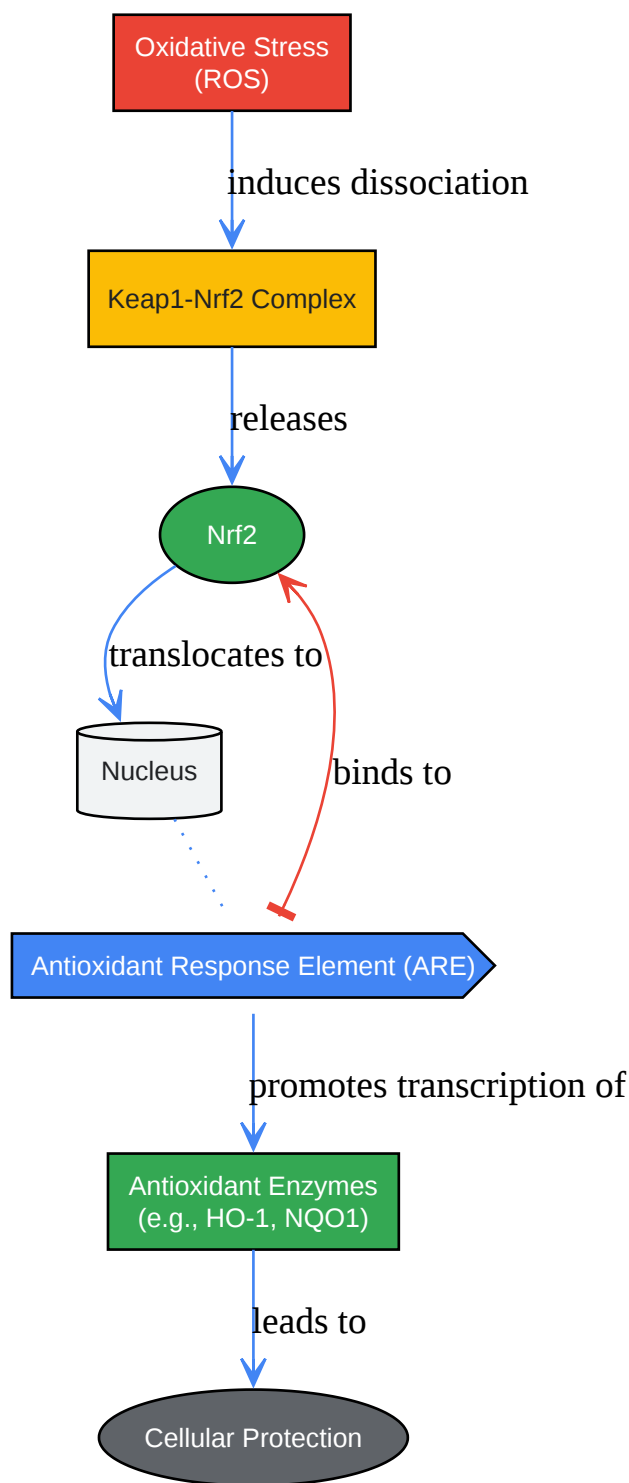 Oxidative Stress
(ROS)
induces dissociation
Keap1-Nrf2 Complex
releases
Nrf2
translocates to
Nucleus
binds to
Antioxidant Response Element (ARE)
promotes transcription of
Antioxidant Enzymes
(e.g., HO-1, NQO1)
leads to
Cellular Protection